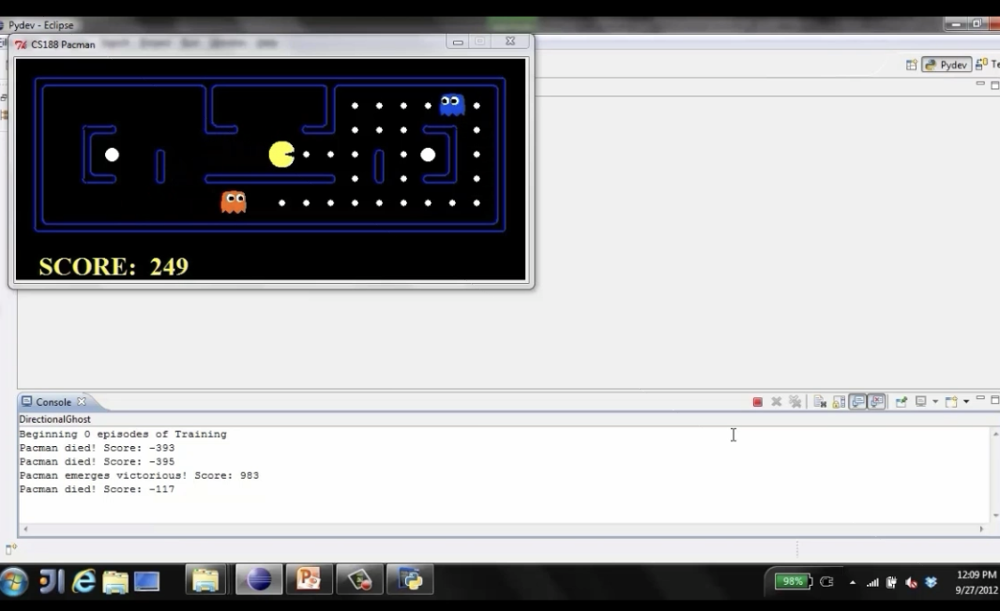 Pydev - Eclipse
CS188 Pacman
Help
Pydev
Te
SCORE: 249
Console
DirectionalGhost
Beginning 0 episodes of Training
Pacman died! Score: -393
Pacman died! Score: -395
Pacman emerges victorious! Score: 983
Pacman died! Score: -117
98%
12:09 PM
9/27/2012